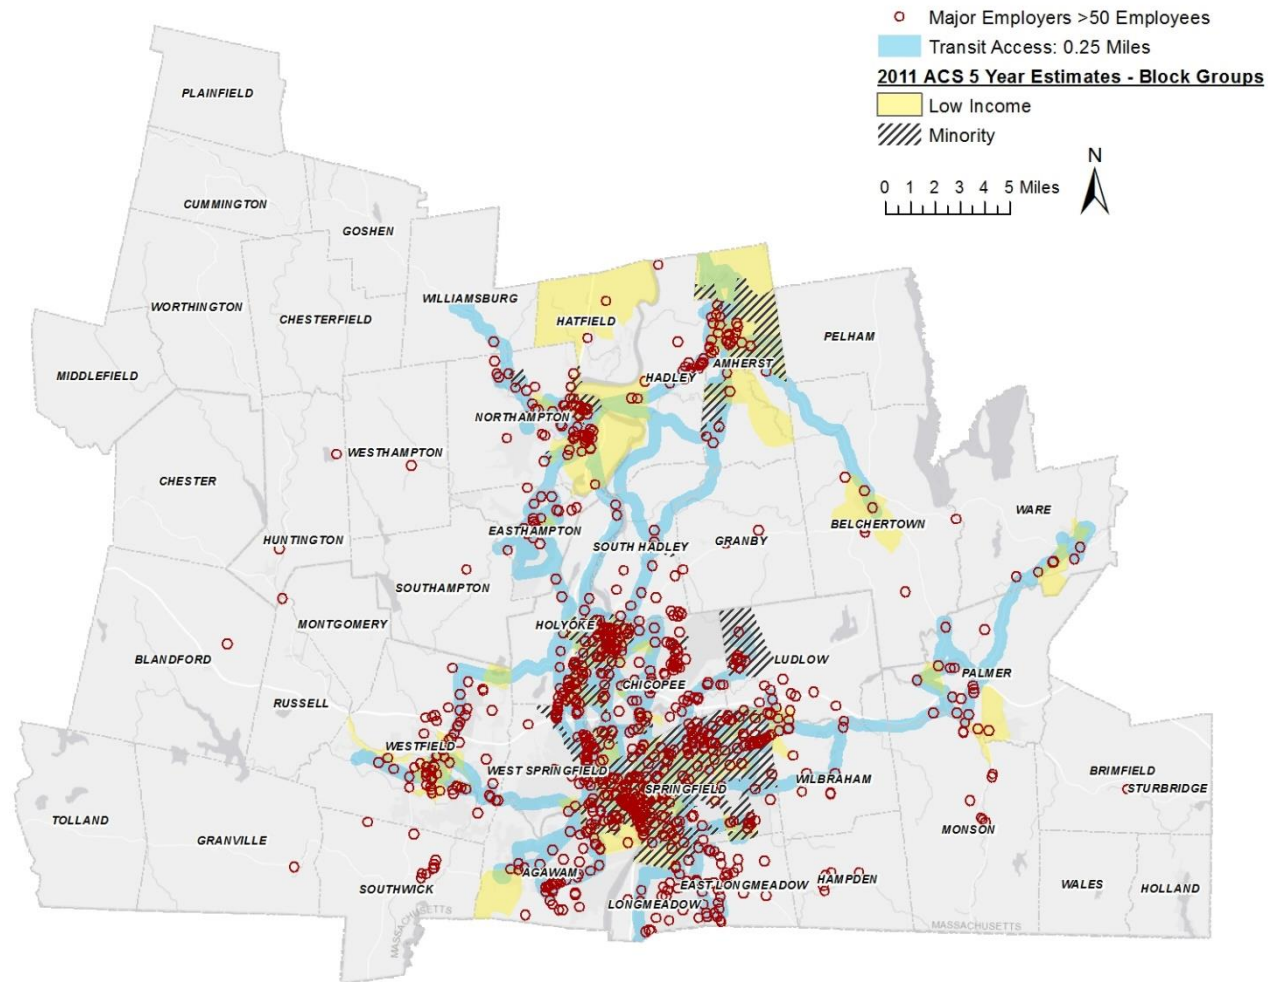 Major Employers >50 Employees
Transit Access: 0.25 Miles
2011 ACS 5 Year Estimates - Block Groups
Low Income
Minority
N
0 1 2 3 4 5 Miles
PLAINFIELD
CUMMINGTON
GOSHEN
WILLIAMSBURG
WORTHINGTON
CHESTERFIELD
HATFIELD
PELHAM
MIDDLEFIELD
AMHERST
HADLEY
NORTHAMPTON
WESTHAMPTON
CHESTER
WARE
BELCHERTOWN
EASTHAMPTON
HUNTINGTON
SOUTH HADLEY
GRANBY
SOUTHAMPTON
HOLYOKE
MONTGOMERY
BLANDFORD
LUDLOW
PALMER
CHICOPEE
RUSSELL
WESTFIELD
WEST SPRINGFIELD
BRIMFIELD
WILBRAHAM
SPRINGFIELD
STURBRIDGE
TOLLAND
MONSON
GRANVILLE
AGAWAM
HAMPDEN
SOUTHWICK
EAST LONGMEADOW
WALES
HOLLAND
LONGMEADOW
MASSACHUSETTS
MASSACHUSETTS